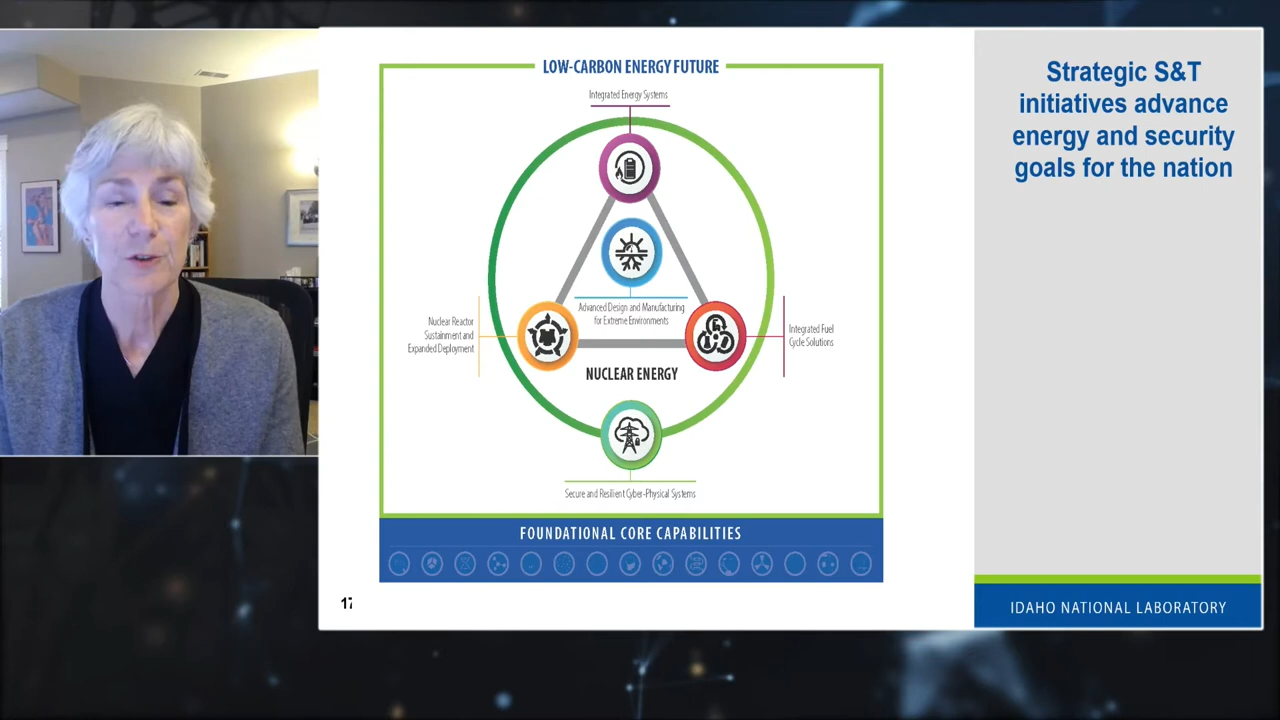 LOW-CARBON ENERGY FUTURE
Integrated Energy Systems
Advanced Design and Manufacturing
for Extreme Environments
Nuclear Reactor
Sustainment and
Expanded Deployment
Integrated Fuel
Cycle Solutions
NUCLEAR ENERGY
Secure and Resilient Cyber-Physical Systems
FOUNDATIONAL CORE CAPABILITIES
17
Strategic S&T
initiatives advance
energy and security
goals for the nation
IDAHO NATIONAL LABORATORY